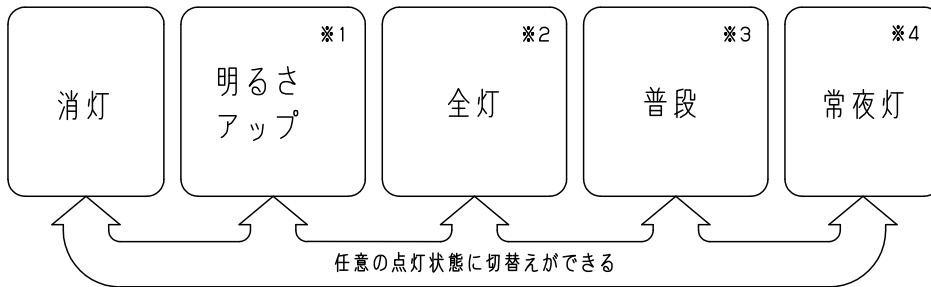 消灯
※1
明るさ
アップ
※2
全灯
※3
普段
※4
常夜灯
任意の点灯状態に切替えができる